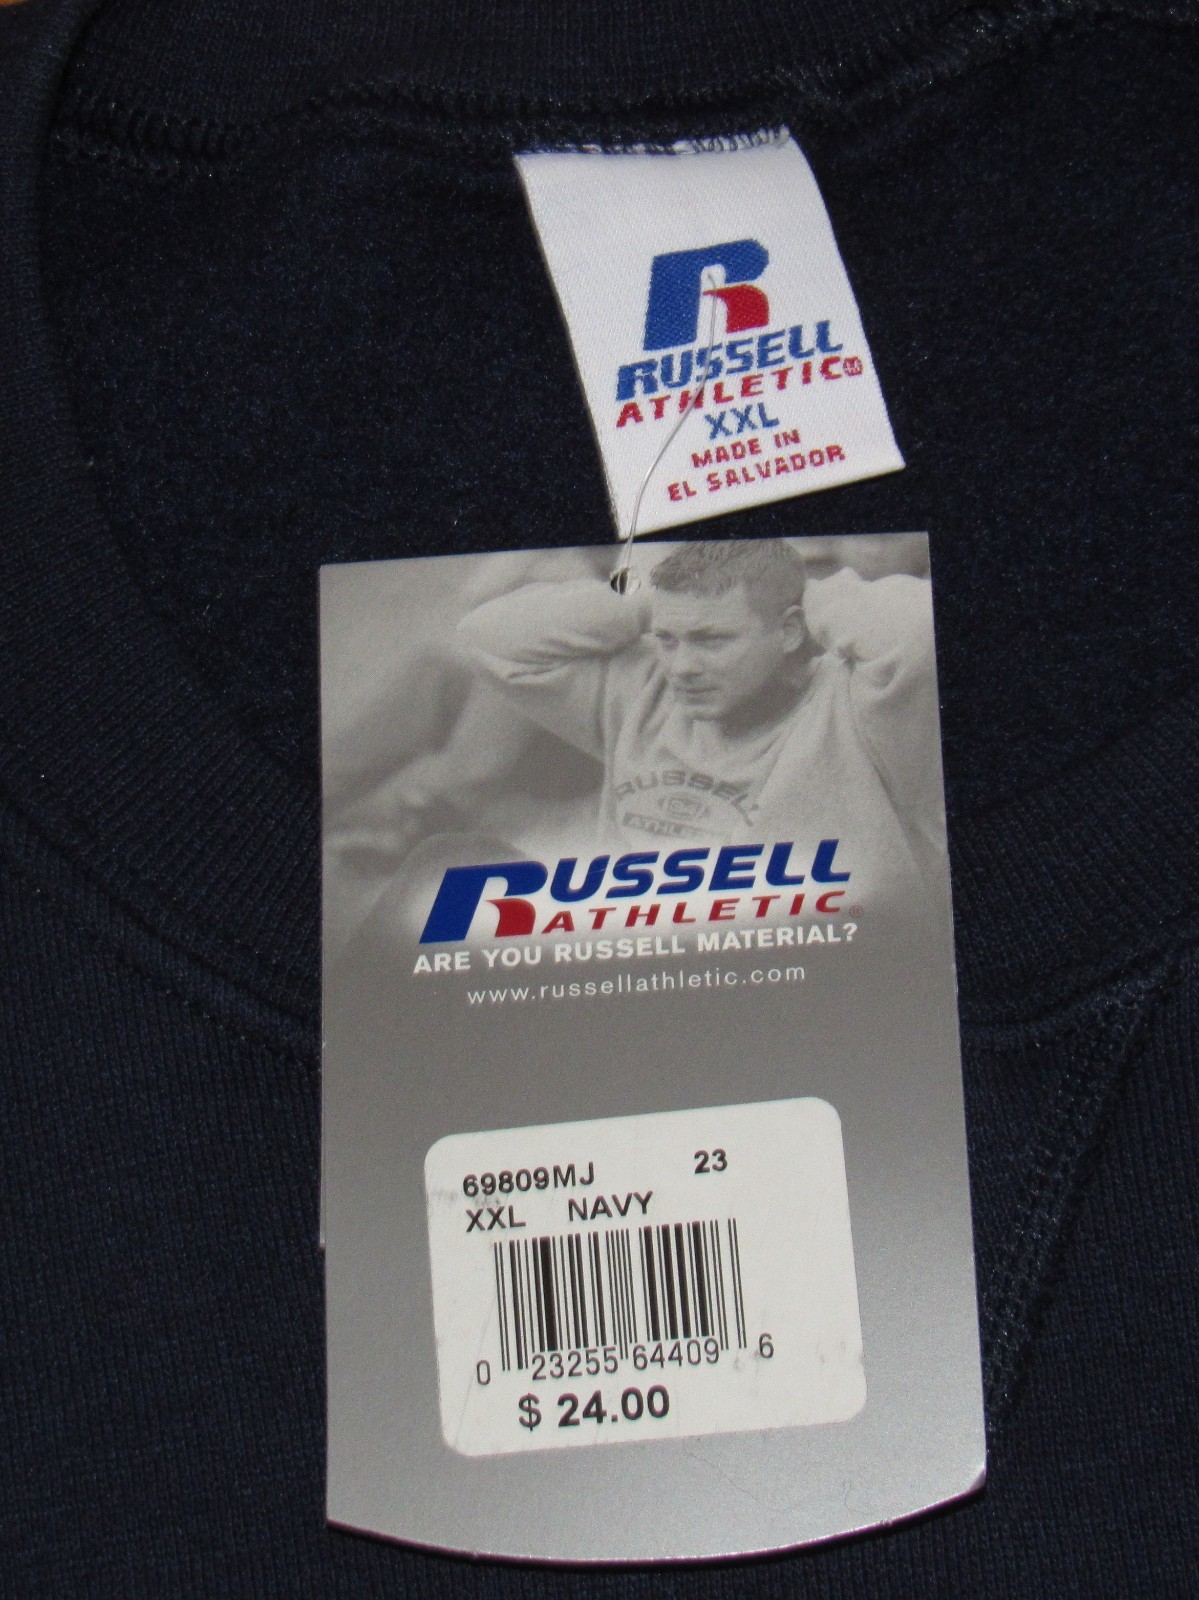 RUSSELL
ATHLETIC
XXL
MADE IN
EL SALVADOR
RUSSELL
RUSSELL
ATHLETIC®
ARE YOU RUSSELL MATERIAL?
www.russellathletic.com
69809MJ 23
XXL NAVY
0 23255 64409 6
$ 24.00